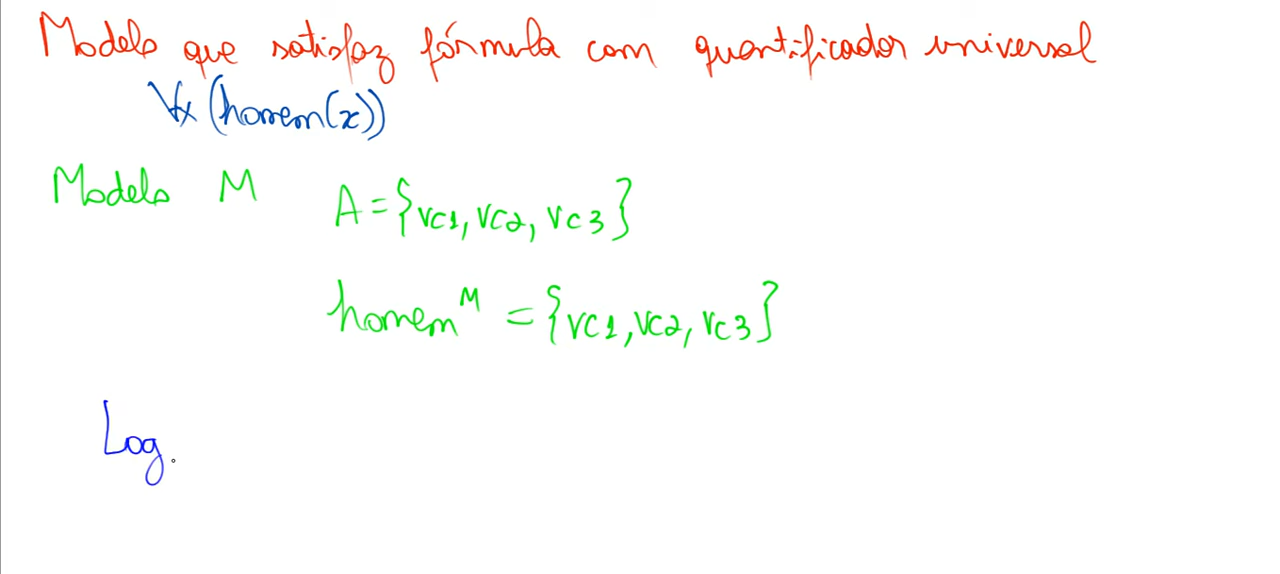 Modelo que satisfaz fórmula com quantificador universal
∀x (homem(x))
Modelo M A = {vc1, vc2, vc3}
homem^M = {vc1, vc2, vc3}
Log